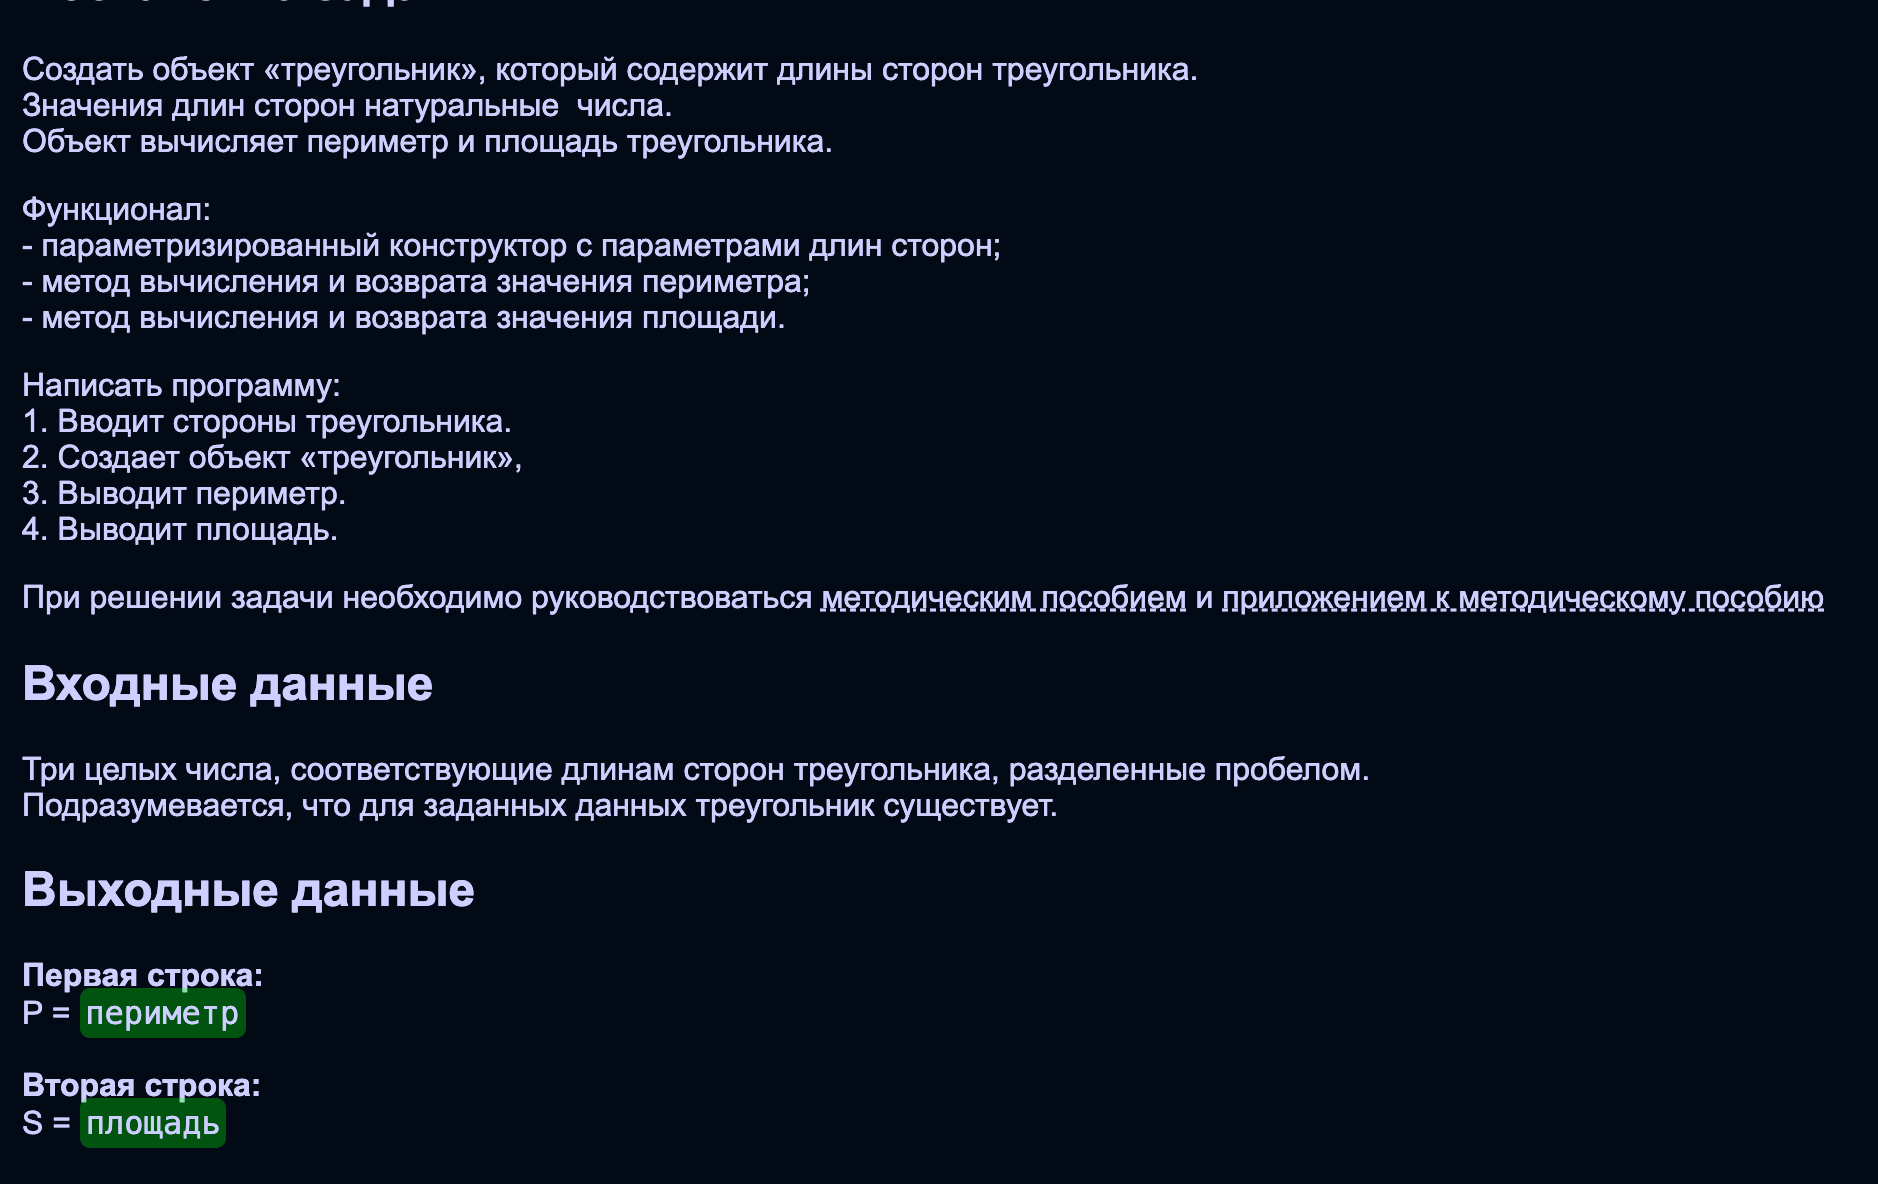 Создать объект «треугольник», который содержит длины сторон треугольника.
Значения длин сторон натуральные  числа.
Объект вычисляет периметр и площадь треугольника.
Функционал:
- параметризированный конструктор с параметрами длин сторон;
- метод вычисления и возврата значения периметра;
- метод вычисления и возврата значения площади.
Написать программу:
1. Вводит стороны треугольника.
2. Создает объект «треугольник»,
3. Выводит периметр.
4. Выводит площадь.
При решении задачи необходимо руководствоваться методическим пособием и приложением к методическому пособию
Входные данные
Три целых числа, соответствующие длинам сторон треугольника, разделенные пробелом.
Подразумевается, что для заданных данных треугольник существует.
Выходные данные
Первая строка:
P = периметр
Вторая строка:
S = площадь